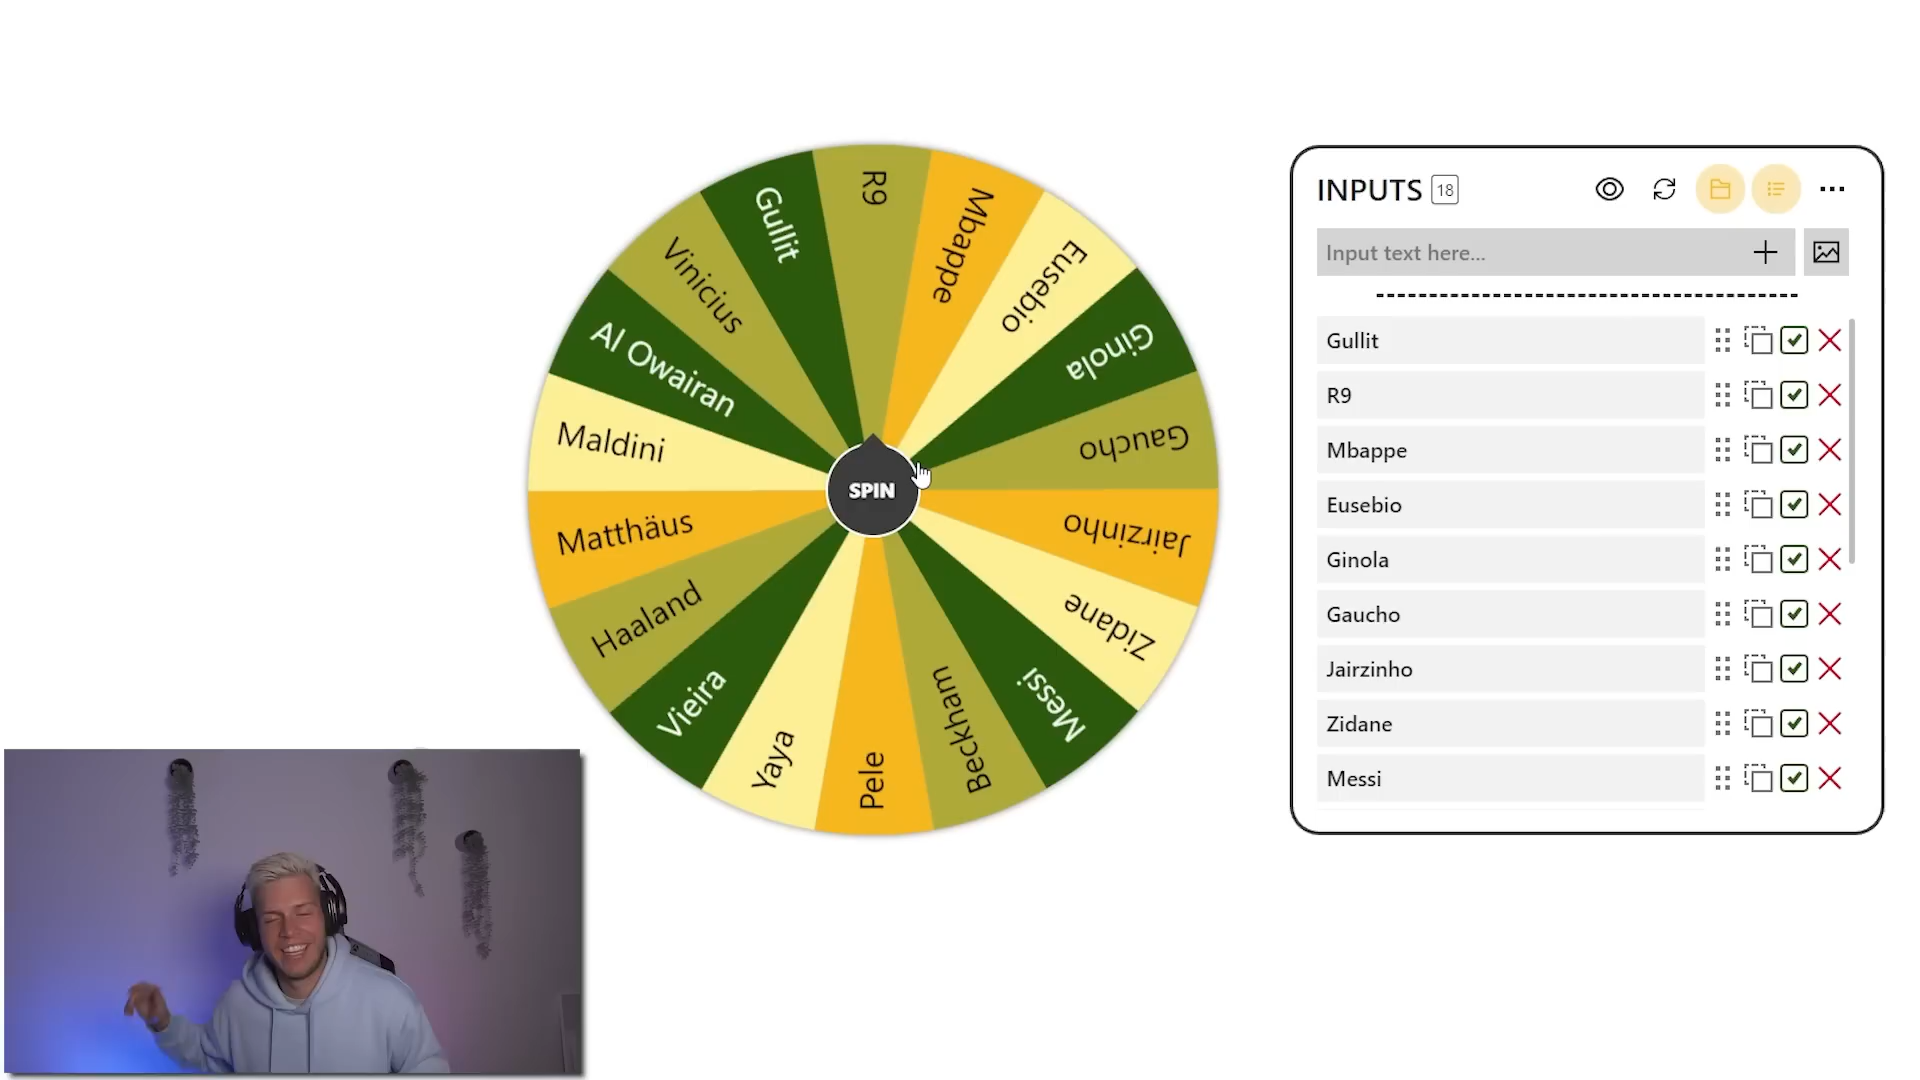 R9
Mbappe
Eusebio
Ginola
Gaucho
Jairzinho
Zidane
Messi
Beckham
Pele
Yaya
Vieira
Haaland
Matthäus
Maldini
Al Owairan
Vinicius
Gullit
SPIN
INPUTS 18
Input text here...
Gullit
R9
Mbappe
Eusebio
Ginola
Gaucho
Jairzinho
Zidane
Messi